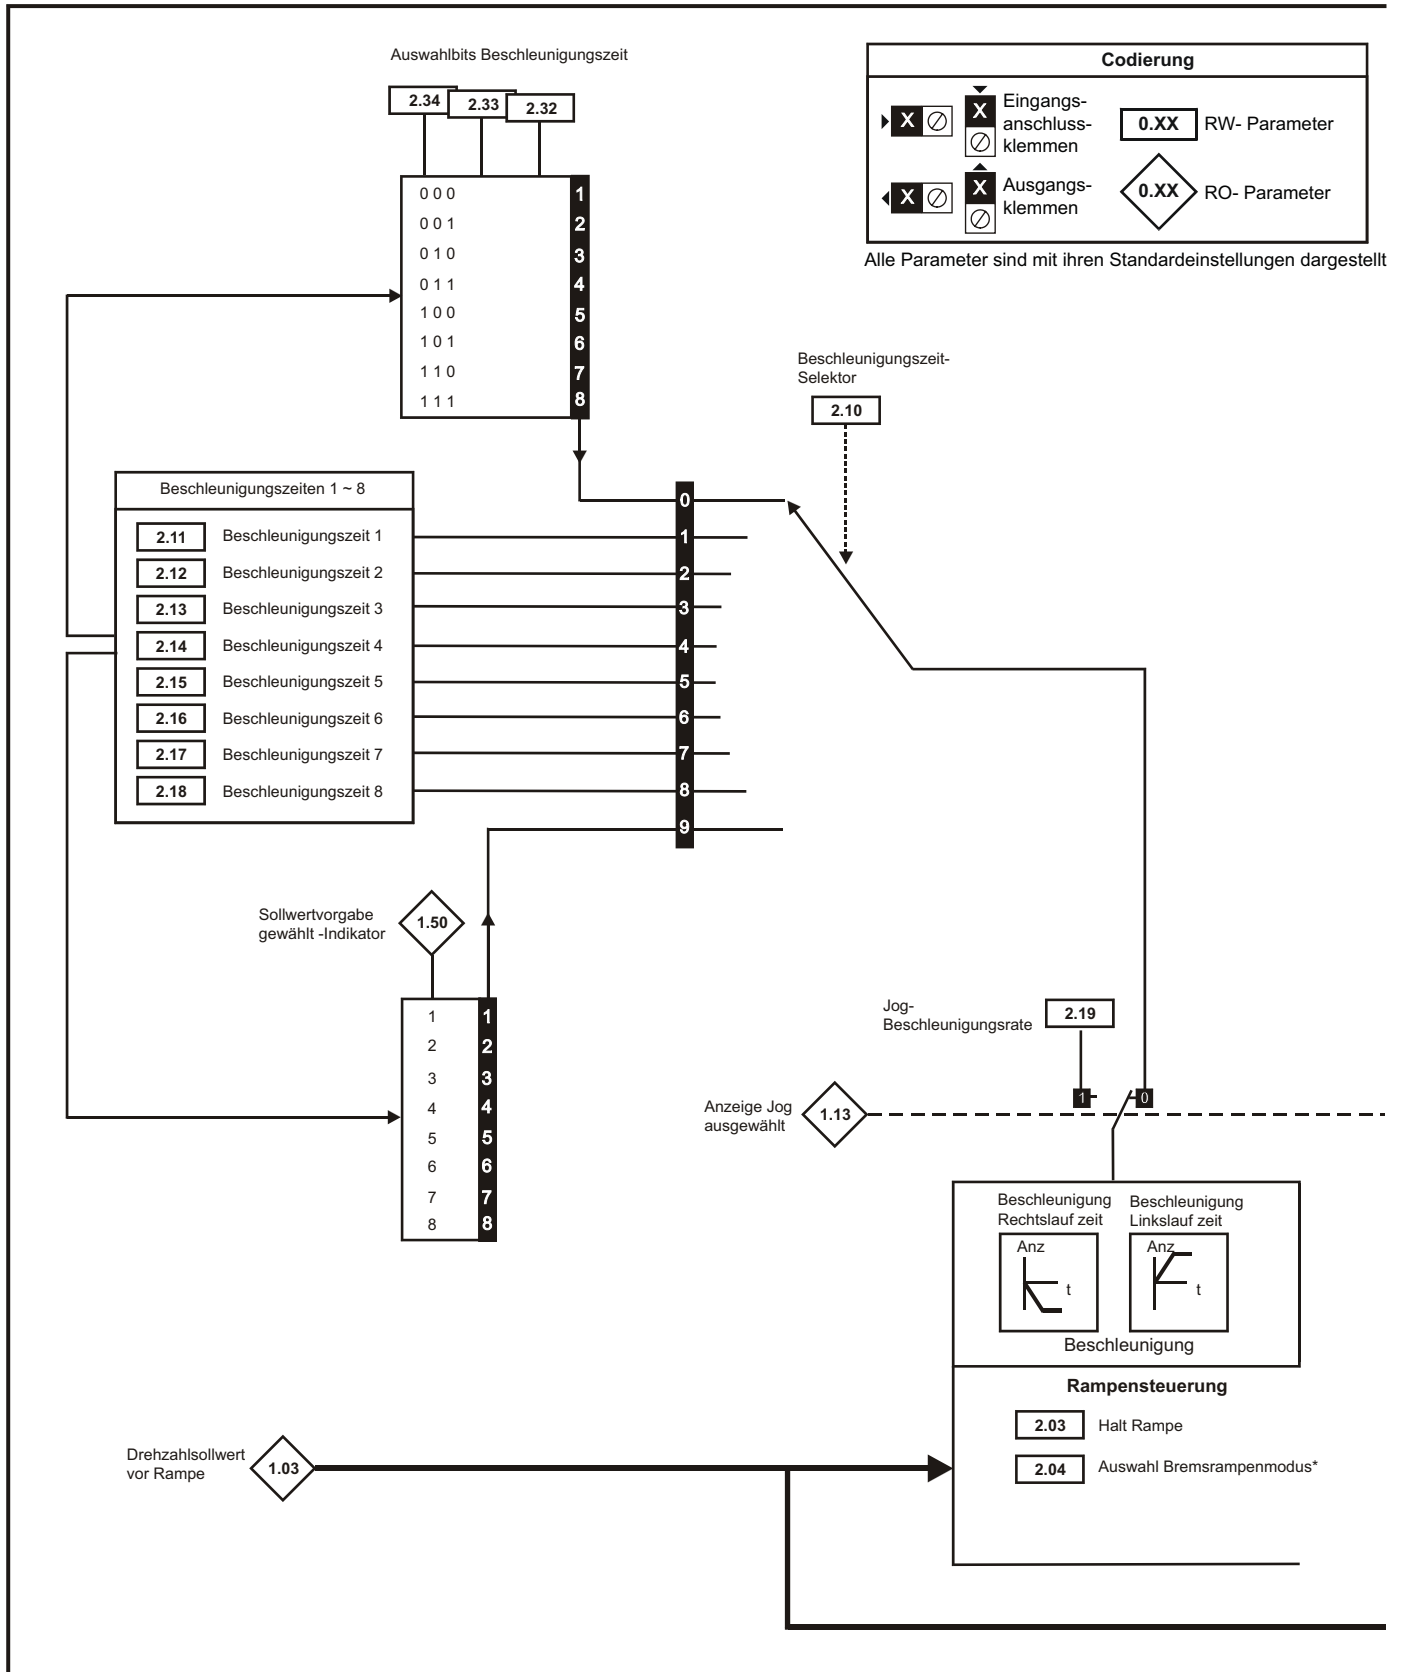 Auswahlbits Beschleunigungszeit
2.34 2.33 2.32
0 0 0 1
0 0 1 2
0 1 0 3
0 1 1 4
1 0 0 5
1 0 1 6
1 1 0 7
1 1 1 8
Codierung
X X Eingangs-
anschluss-
klemmen
0.XX RW- Parameter
X X Ausgangs-
klemmen
0.XX RO- Parameter
Alle Parameter sind mit ihren Standardeinstellungen dargestellt
Beschleunigungszeit-
Selektor
2.10
Beschleunigungszeiten 1 ~ 8
2.11 Beschleunigungszeit 1
2.12 Beschleunigungszeit 2
2.13 Beschleunigungszeit 3
2.14 Beschleunigungszeit 4
2.15 Beschleunigungszeit 5
2.16 Beschleunigungszeit 6
2.17 Beschleunigungszeit 7
2.18 Beschleunigungszeit 8
0
1
2
3
4
5
6
7
8
9
Sollwertvorgabe
gewählt -Indikator
1.50
1 1
2 2
3 3
4 4
5 5
6 6
7 7
8 8
Jog-
Beschleunigungsrate
2.19
1 0
Anzeige Jog
ausgewählt
1.13
Beschleunigung
Rechtslauf zeit
Anz
t
Beschleunigung
Linkslauf zeit
Anz
t
Beschleunigung
Rampensteuerung
2.03 Halt Rampe
2.04 Auswahl Bremsrampenmodus*
Drehzahlsollwert
vor Rampe
1.03